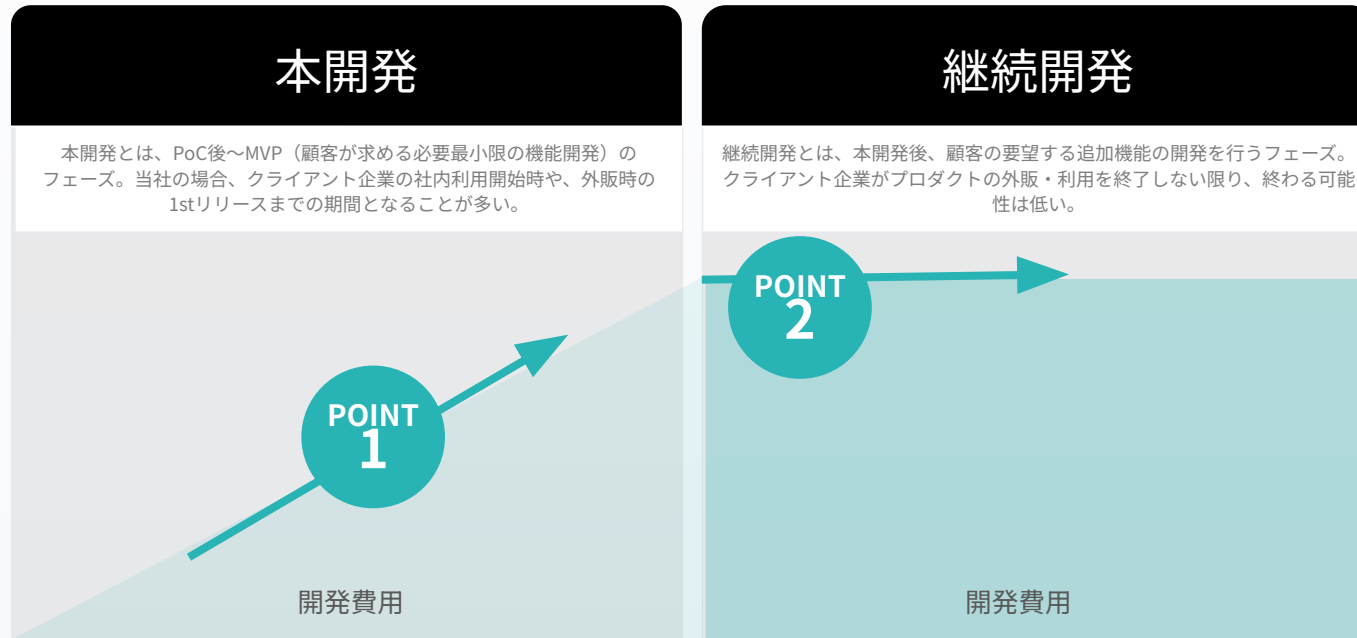 本開発
本開発とは、PoC後～MVP（顧客が求める必要最小限の機能開発）の
フェーズ。当社の場合、クライアント企業の社内利用開始時や、外販時の
1stリリースまでの期間となることが多い。
POINT
1
開発費用
継続開発
継続開発とは、本開発後、顧客の要望する追加機能の開発を行うフェーズ。
クライアント企業がプロダクトの外販・利用を終了しない限り、終わる可能
性は低い。
POINT
2
開発費用